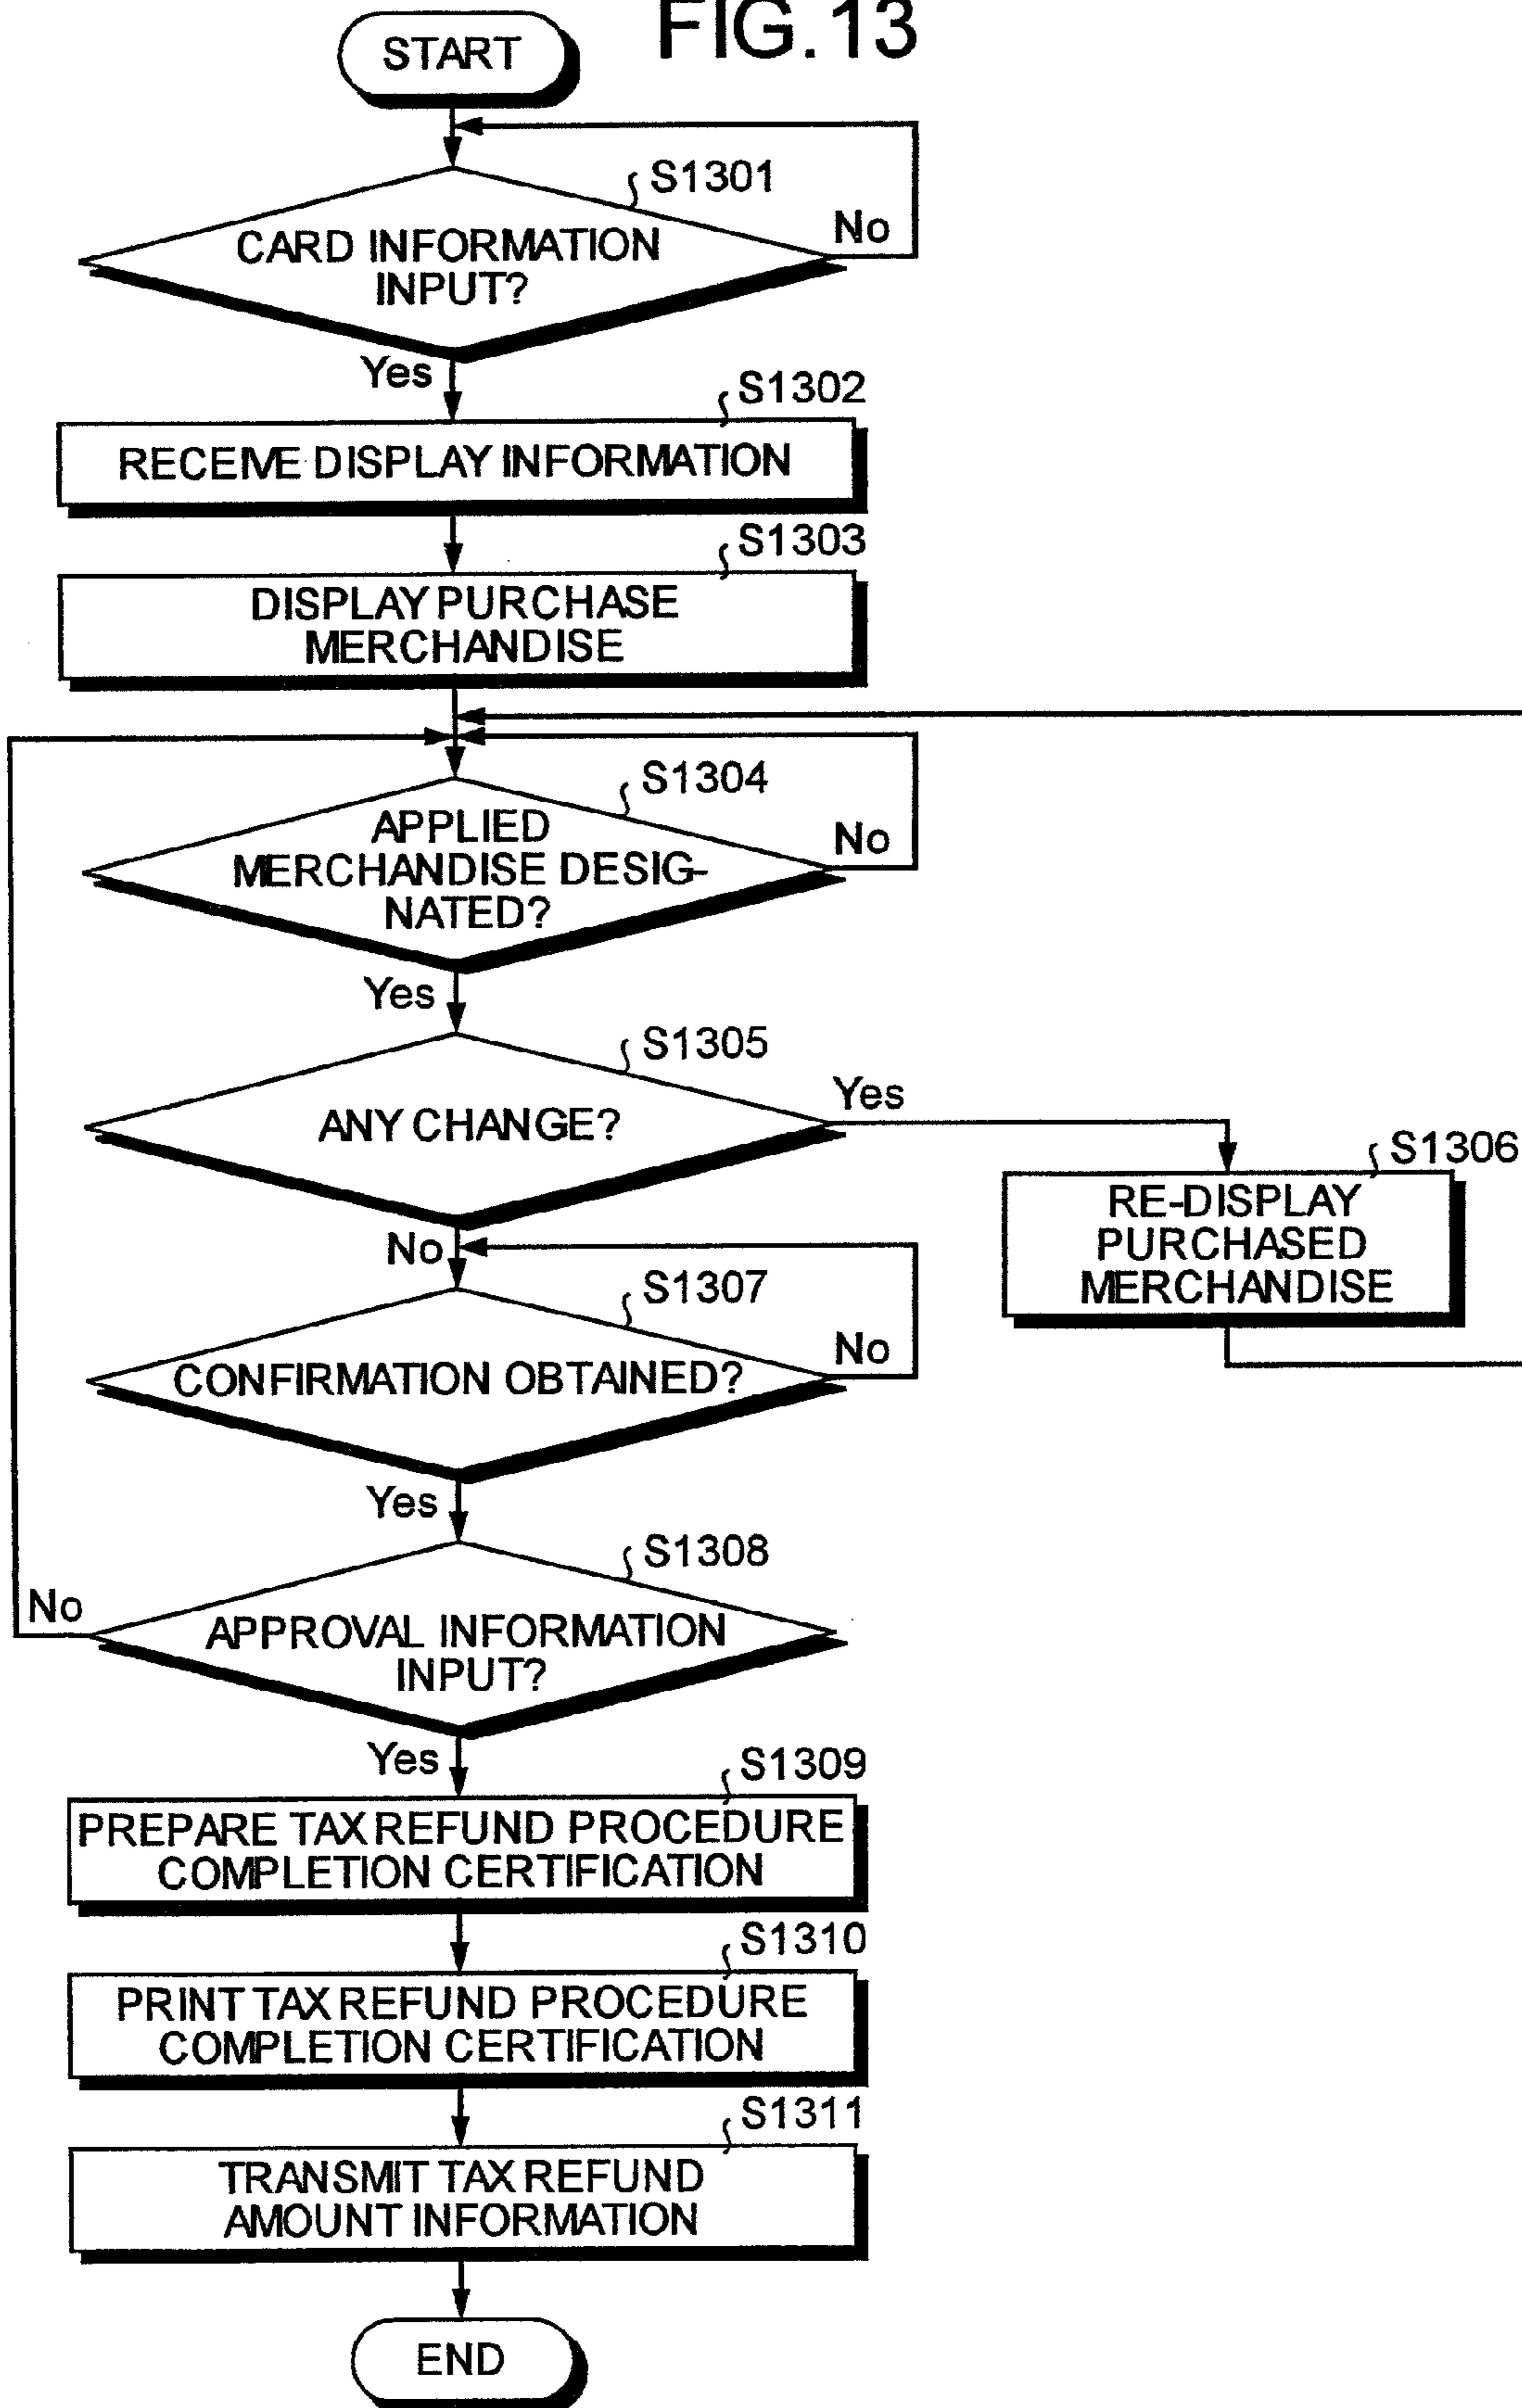 FIG.13
START
S1301
CARD INFORMATION
INPUT?
No
Yes
S1302
RECEIVE DISPLAY INFORMATION
S1303
DISPLAY PURCHASE
MERCHANDISE
S1304
APPLIED
MERCHANDISE DESIG-
NATED?
No
Yes
S1305
ANY CHANGE?
Yes
S1306
RE-DISPLAY
PURCHASED
MERCHANDISE
No
S1307
CONFIRMATION OBTAINED?
No
Yes
S1308
APPROVAL INFORMATION
INPUT?
No
Yes
S1309
PREPARE TAX REFUND PROCEDURE
COMPLETION CERTIFICATION
S1310
PRINT TAX REFUND PROCEDURE
COMPLETION CERTIFICATION
S1311
TRANSMIT TAX REFUND
AMOUNT INFORMATION
END